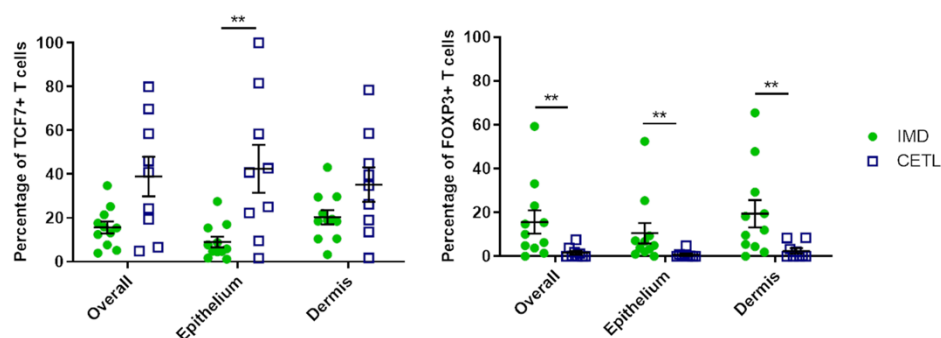 Percentage of TCF7+ T cells
100
80
60
40
20
0
**
Overall
Epithelium
Dermis
Percentage of FOXP3+ T cells
100
80
60
40
20
0
**
**
**
Overall
Epithelium
Dermis
IMD
CETL